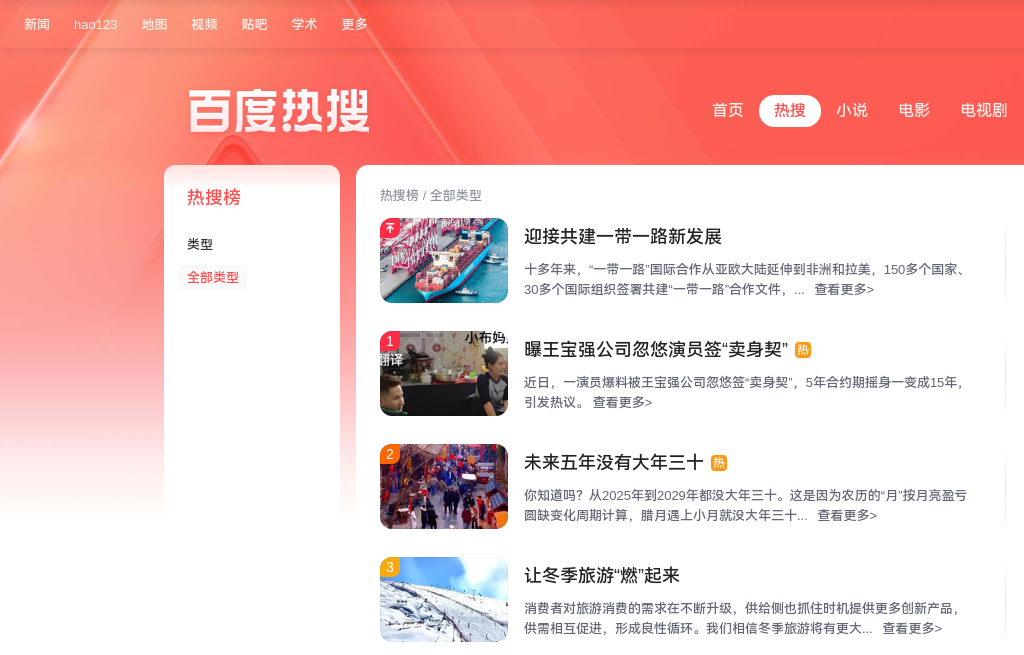 新闻 hao123 地图 视频 贴吧 学术 更多
百度热搜
首页 热搜 小说 电影 电视剧
热搜榜
类型
全部类型
热搜榜 / 全部类型
迎接共建一带一路新发展
十多年来，“一带一路”国际合作从亚欧大陆延伸到非洲和拉美，150多个国家、
30多个国际组织签署共建“一带一路”合作文件，... 查看更多>
1
小布妈
翻译
曝王宝强公司忽悠演员签“卖身契” 热
近日，一演员爆料被王宝强公司忽悠签“卖身契”，5年合约期摇身一变成15年，
引发热议。 查看更多>
2
未来五年没有大年三十 热
你知道吗？从2025年到2029年都没大年三十。这是因为农历的“月”按月亮盈亏
圆缺变化周期计算，腊月遇上小月就没大年三十... 查看更多>
3
让冬季旅游“燃”起来
消费者对旅游消费的需求在不断升级，供给侧也抓住时机提供更多创新产品，
供需相互促进，形成良性循环。我们相信冬季旅游将有更大... 查看更多>